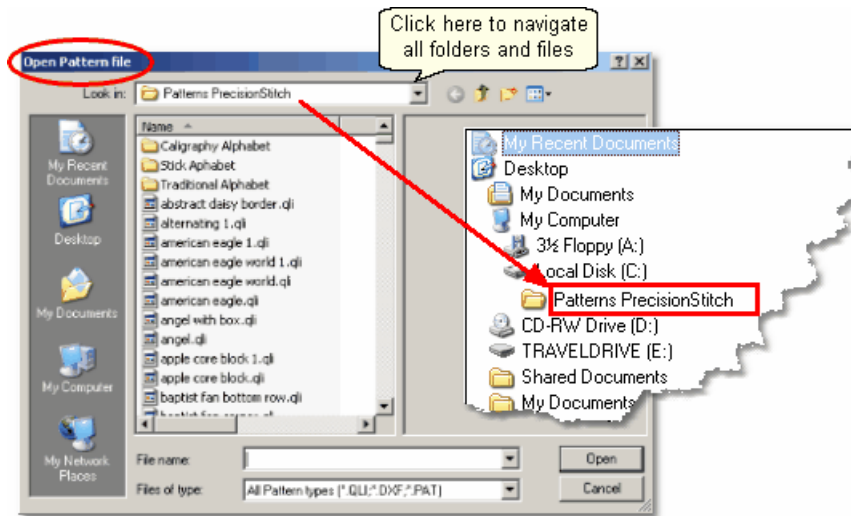 Click here to navigate
all folders and files
Open Pattern file
Look in:
Patterns PrecisionStitch
My Recent
Documents
Desktop
My Documents
My Computer
My Network
Places
Name
Caligraphy Alphabet
Stick Aphabet
Traditional Alphabet
abstract daisy border.qli
alternating 1.qli
american eagle 1.qli
american eagle world 1.qli
american eagle world.qli
american eagle.qli
angel with box.qli
angel.qli
apple core block 1.qli
apple core block.qli
baptist fan bottom row.qli
My Recent Documents
Desktop
My Documents
My Computer
3½ Floppy (A:)
Local Disk (C:)
Patterns PrecisionStitch
CD-RW Drive (D:)
TRAVELDRIVE (E:)
Shared Documents
My Documents
File name:
Open
Files of type:
All Pattern types (*.QLI;*.DXF;*.PAT)
Cancel